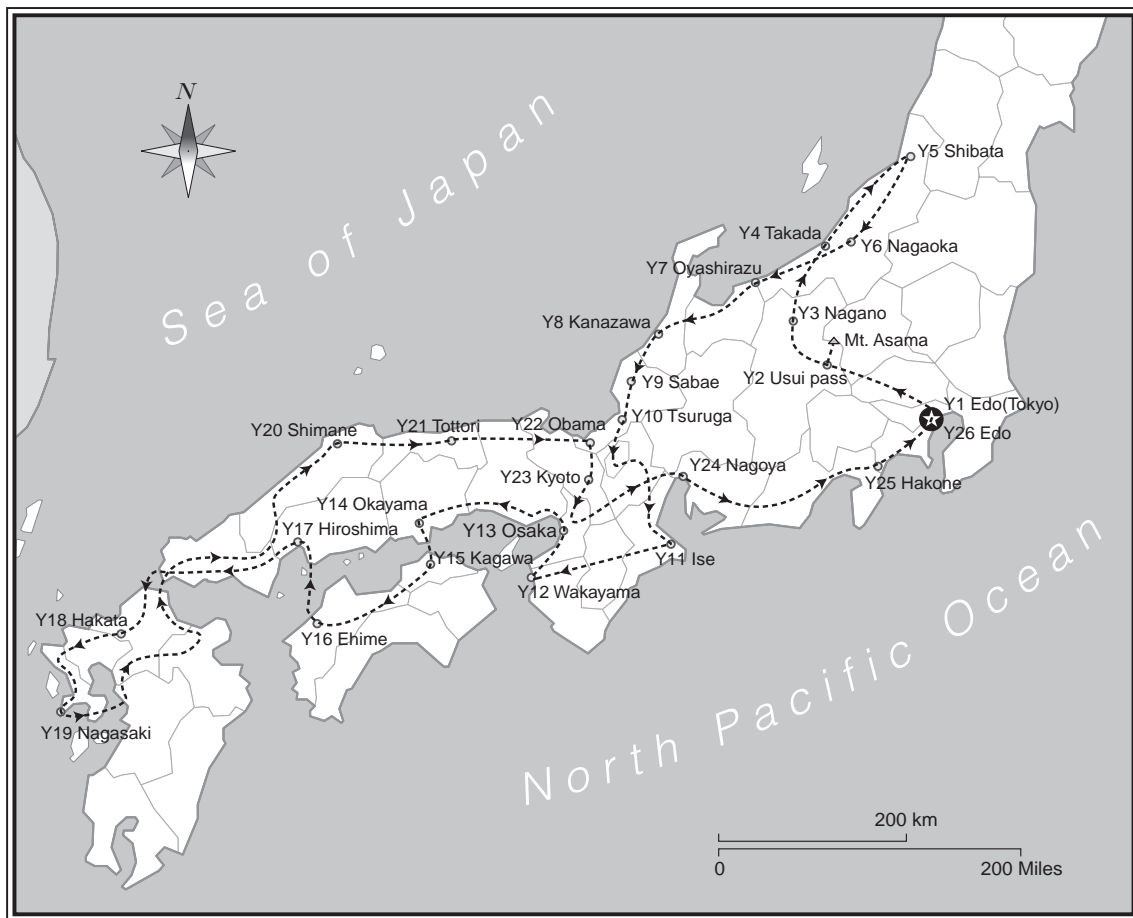 N
Sea of Japan
Y5 Shibata
Y4 Takada
Y6 Nagaoka
Y7 Oyashirazu
Y8 Kanazawa
Y3 Nagano
Mt. Asama
Y2 Usui pass
Y9 Sabae
Y1 Edo(Tokyo)
Y10 Tsuruga
Y26 Edo
Y20 Shimane
Y21 Tottori
Y22 Obama
Y24 Nagoya
Y23 Kyoto
Y25 Hakone
Y14 Okayama
Y17 Hiroshima
Y13 Osaka
Y15 Kagawa
Y11 Ise
Y12 Wakayama
Y18 Hakata
Y16 Ehime
Y19 Nagasaki
North Pacific Ocean
200 km
0
200 Miles